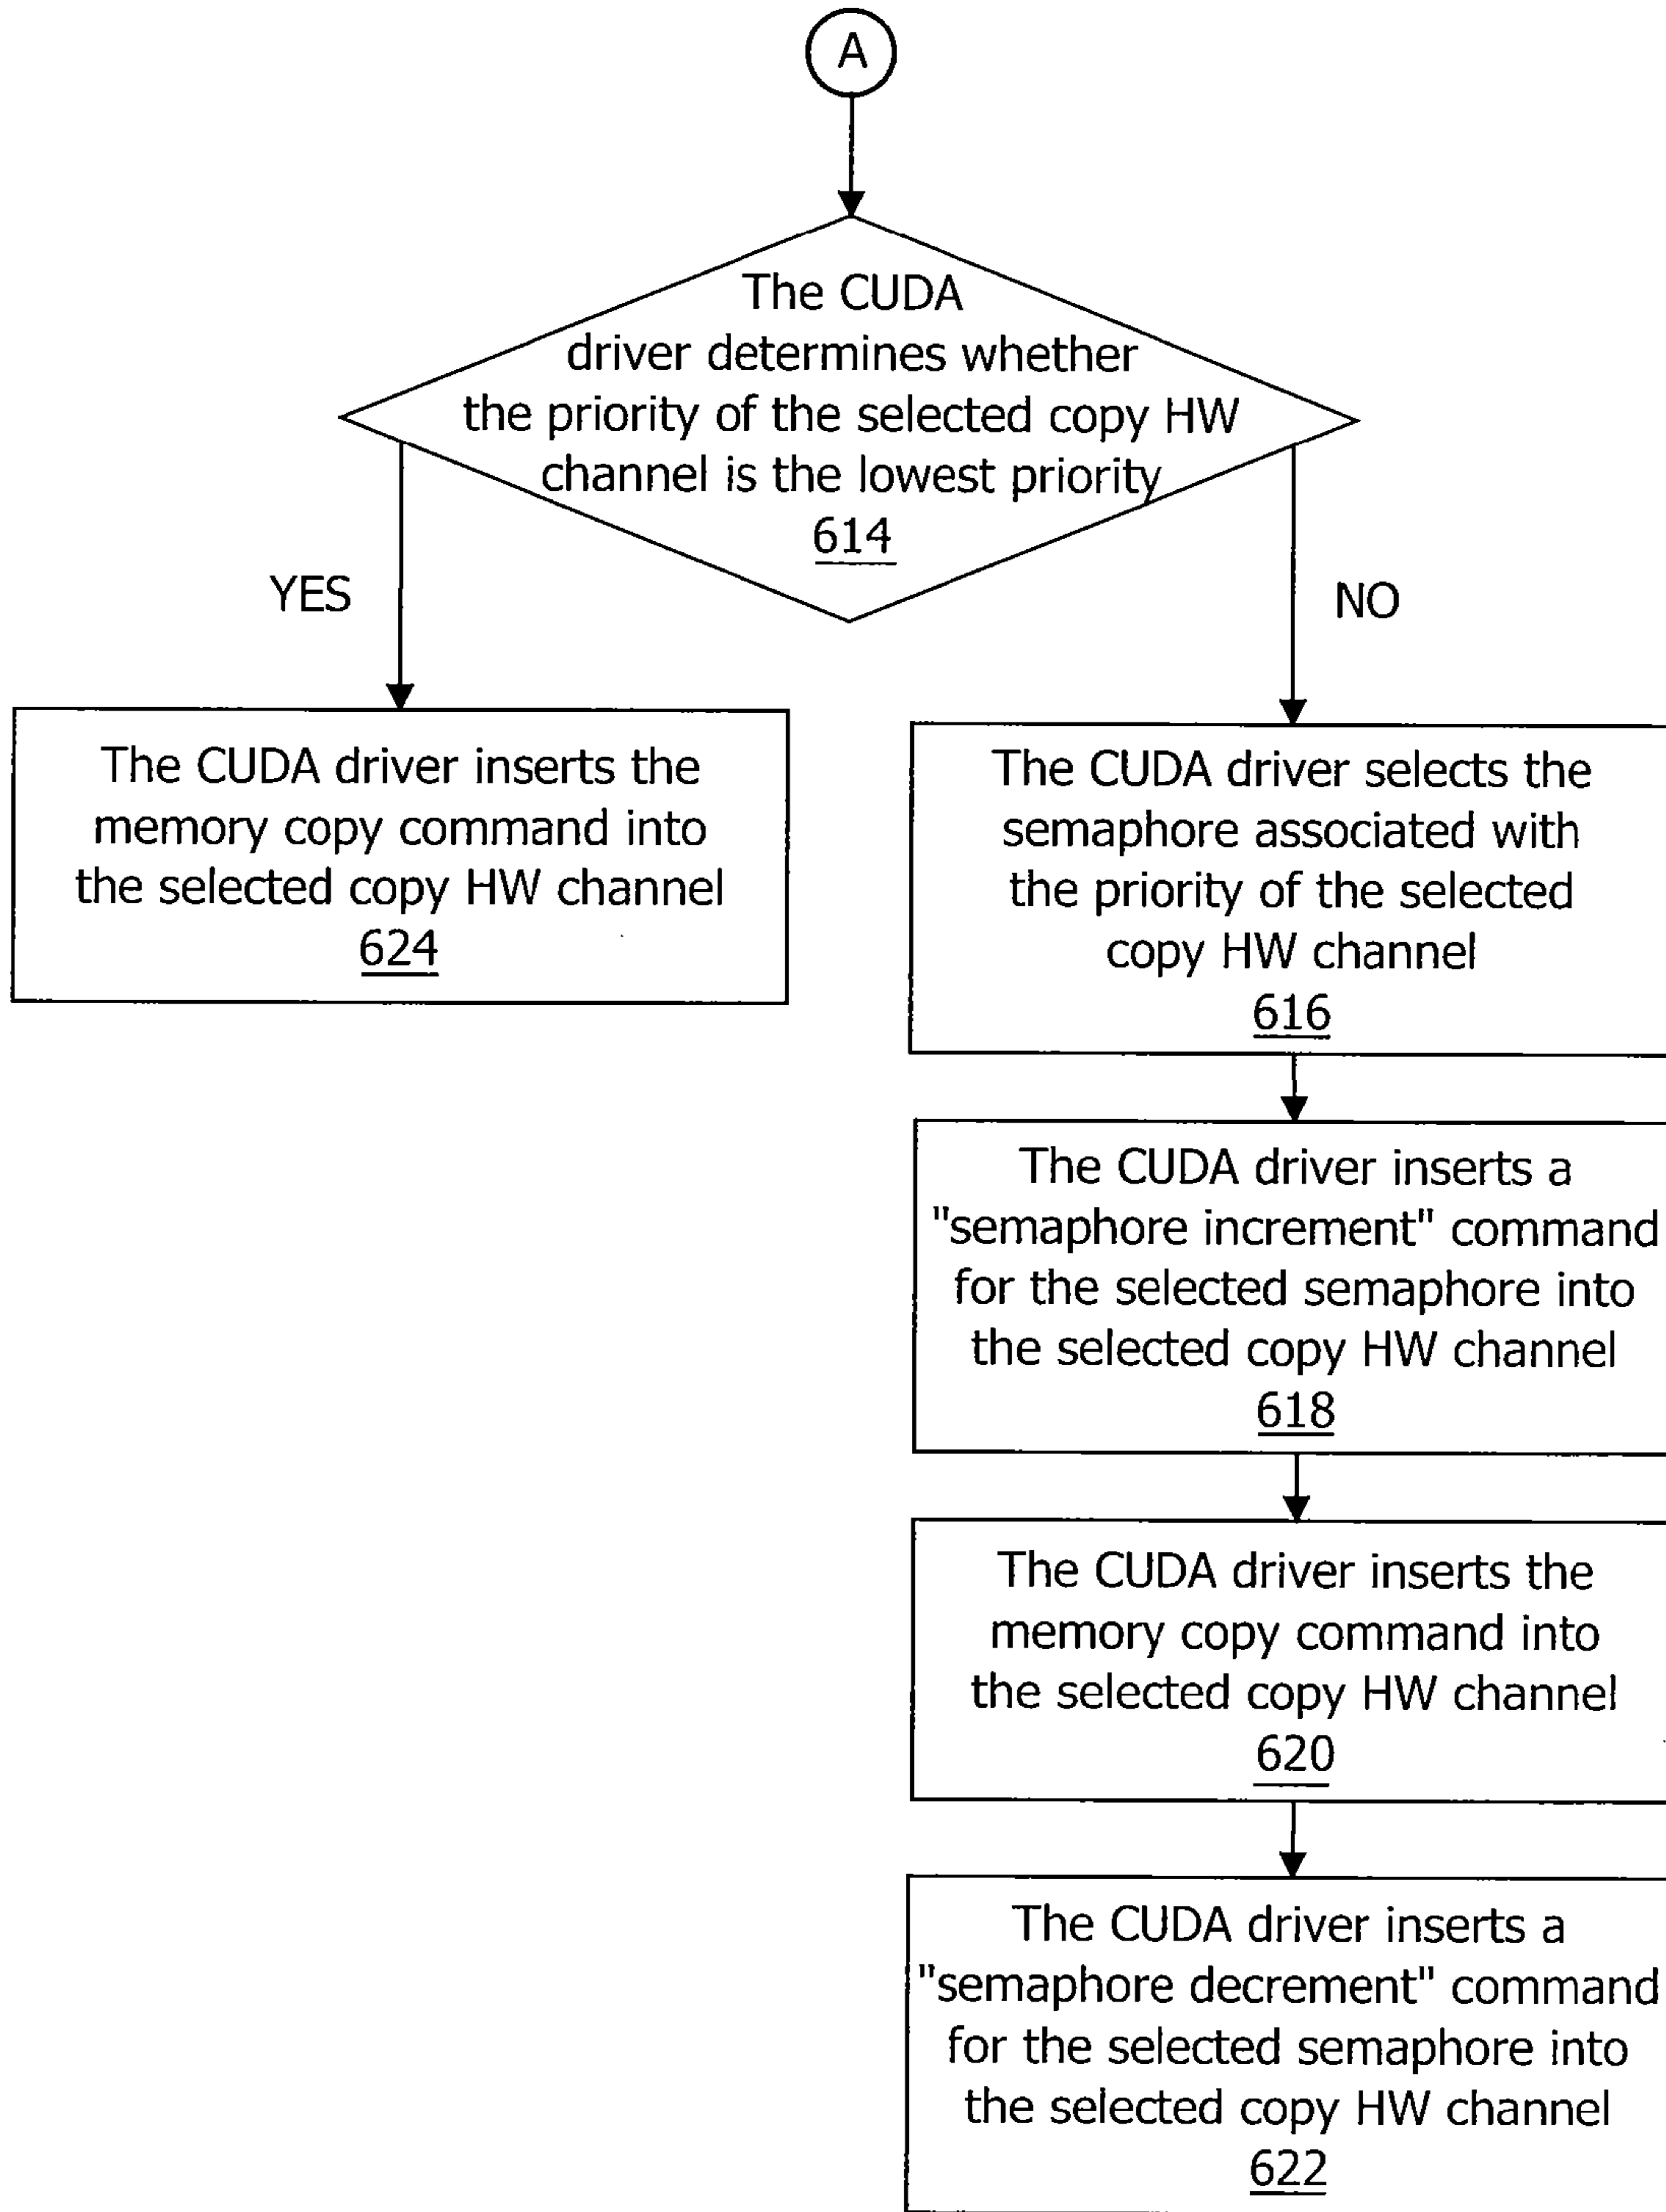 A
The CUDA
driver determines whether
the priority of the selected copy HW
channel is the lowest priority
614
YES
NO
The CUDA driver inserts the
memory copy command into
the selected copy HW channel
624
The CUDA driver selects the
semaphore associated with
the priority of the selected
copy HW channel
616
The CUDA driver inserts a
"semaphore increment" command
for the selected semaphore into
the selected copy HW channel
618
The CUDA driver inserts the
memory copy command into
the selected copy HW channel
620
The CUDA driver inserts a
"semaphore decrement" command
for the selected semaphore into
the selected copy HW channel
622